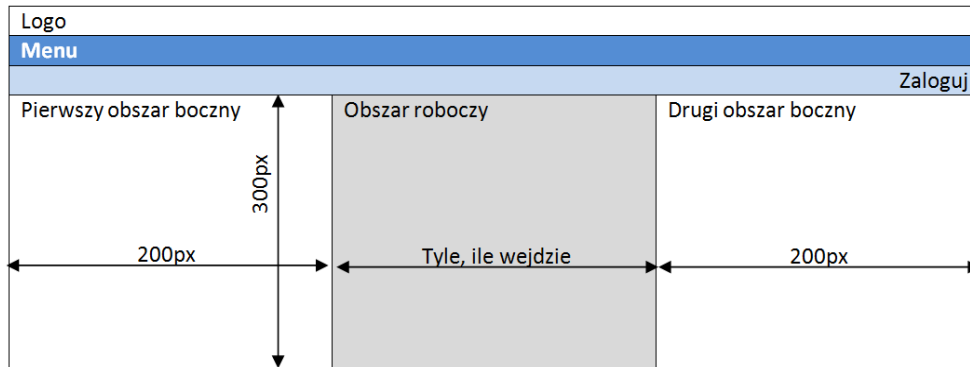 Logo
Menu
Zaloguj
Pierwszy obszar boczny
Obszar roboczy
Drugi obszar boczny
300px
200px
Tyle, ile wejdzie
200px